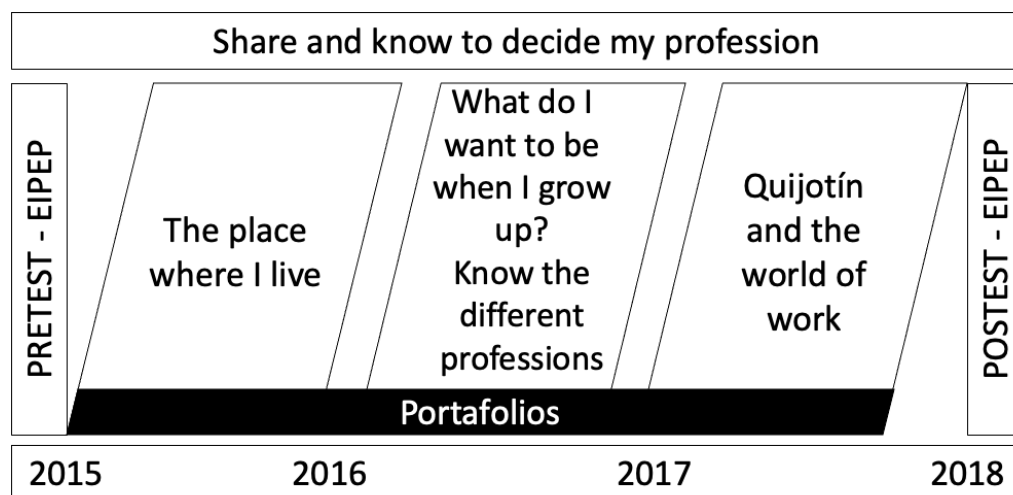 Share and know to decide my profession
PRETEST - EIPEP
The place
where I live
What do I
want to be
when I grow
up?
Know the
different
professions
Quijotín
and the
world of
work
POSTEST - EIPEP
Portafolios
2015 2016 2017 2018